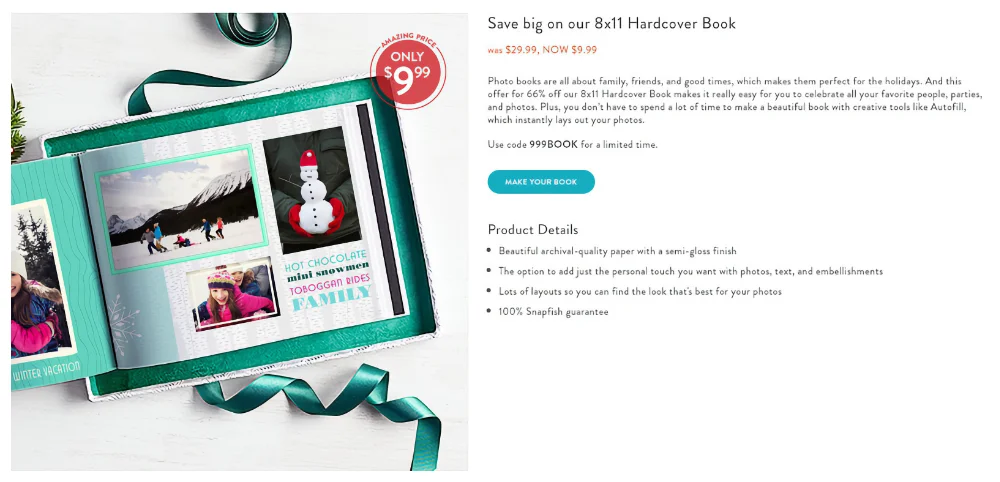 AMAZING PRICE
ONLY
$9.99
HOT CHOCOLATE
mini snowmen
TOBOGGAN RIDES
FAMILY
WINTER VACATION
Save big on our 8x11 Hardcover Book
was $29.99, NOW $9.99
Photo books are all about family, friends, and good times, which makes them perfect for the holidays. And this
offer for 66% off our 8x11 Hardcover Book makes it really easy for you to celebrate all your favorite people, parties,
and photos. Plus, you don't have to spend a lot of time to make a beautiful book with creative tools like Autofill,
which instantly lays out your photos.
Use code 999BOOK for a limited time.
MAKE YOUR BOOK
Product Details
Beautiful archival-quality paper with a semi-gloss finish
The option to add just the personal touch you want with photos, text, and embellishments
Lots of layouts so you can find the look that's best for your photos
100% Snapfish guarantee